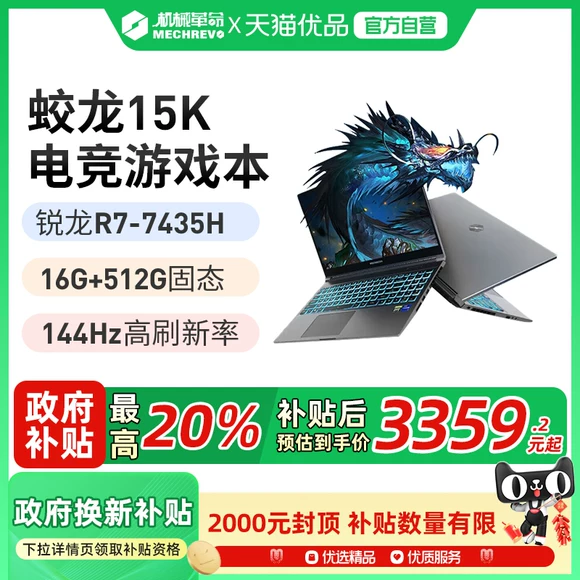 机械革命 MECHREVO X 天猫优品 官方自营
蛟龙15K
电竞游戏本
锐龙R7-7435H
16G+512G固态
144Hz高刷新率
政府补贴
最高20%
补贴后
预估到手价
3359.2元起
政府换新补贴
下拉详情页领取补贴资格
2000元封顶 补贴数量有限
优选精品 优质服务